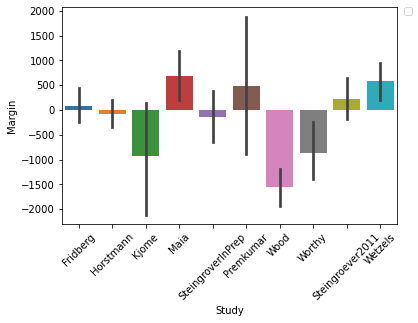 2000
1500
1000
500
0
−500
−1000
−1500
−2000
Margin
Fridberg
Horstmann
Kjome
Maia
SteingroverInPrep
Premkumar
Wood
Worthy
Steingroever2011
Wetzels
Study